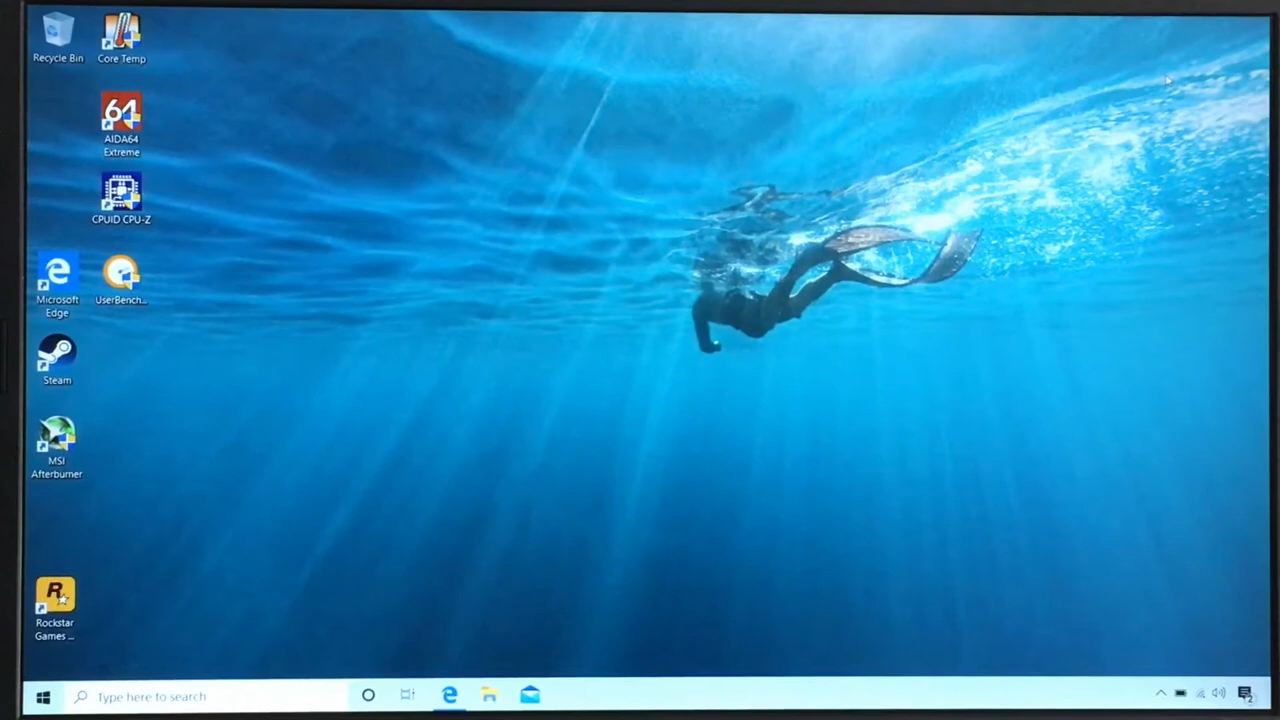 Recycle Bin
Core Temp
64
AIDA64
Extreme
CPUID CPU-Z
Microsoft
Edge
UserBench...
Steam
MSI
Afterburner
R
Rockstar
Games ...
Type here to search
2